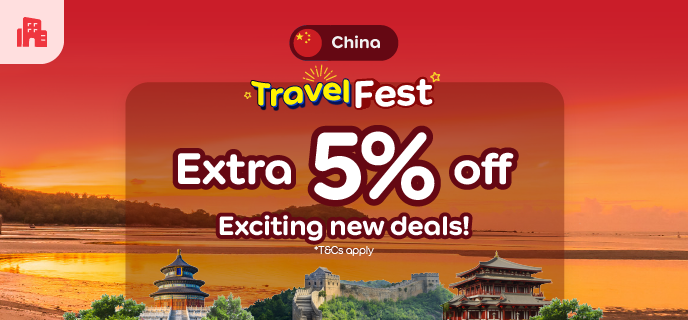 China
TravelFest
Extra 5% off
Exciting new deals!
*T&Cs apply